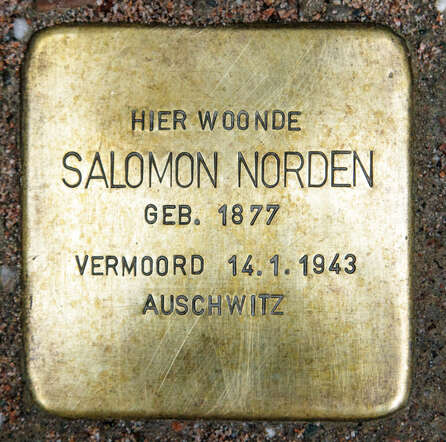 HIER WOONDE
SALOMON NORDEN
GEB. 1877
VERMOORD 14.1.1943
AUSCHWITZ